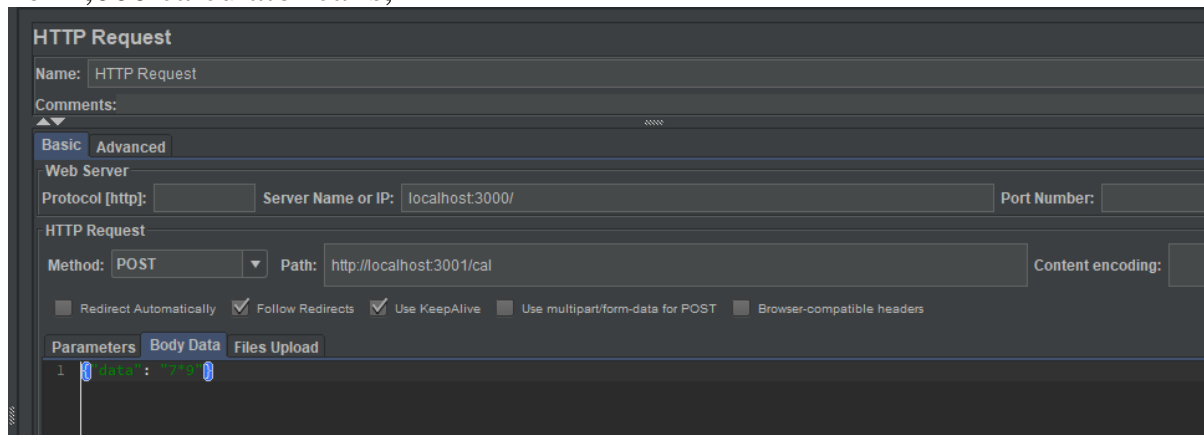 HTTP Request
Name: HTTP Request
Comments:
Basic Advanced
Web Server
Protocol [http]: Server Name or IP: localhost:3000/ Port Number:
HTTP Request
Method: POST Path: http://localhost:3001/cal Content encoding:
Redirect Automatically Follow Redirects Use KeepAlive Use multipart/form-data for POST Browser-compatible headers
Parameters Body Data Files Upload
1 {"data": "7*9"}